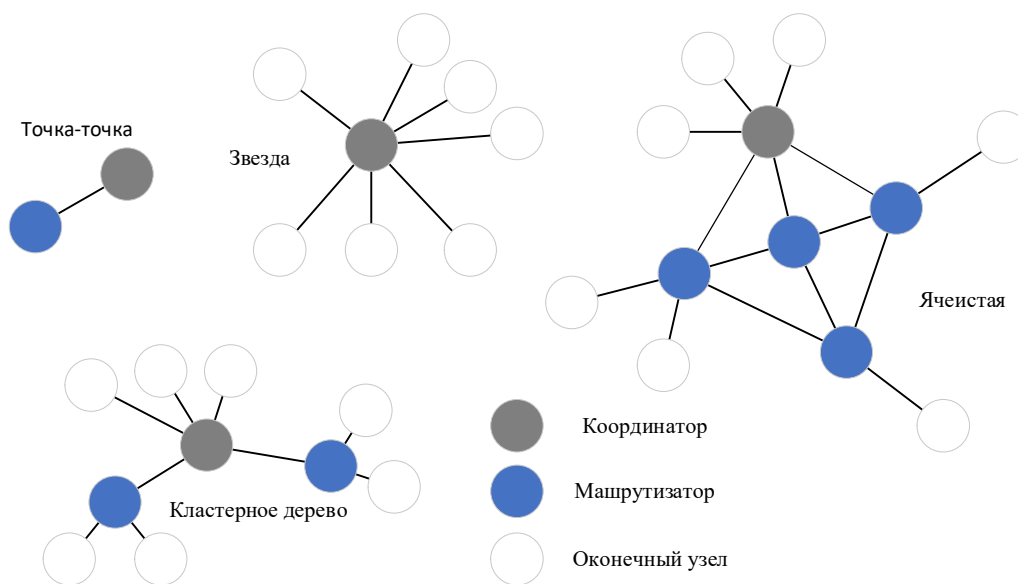 Точка-точка
Звезда
Ячеистая
Кластерное дерево
Координатор
Машрутизатор
Оконечный узел